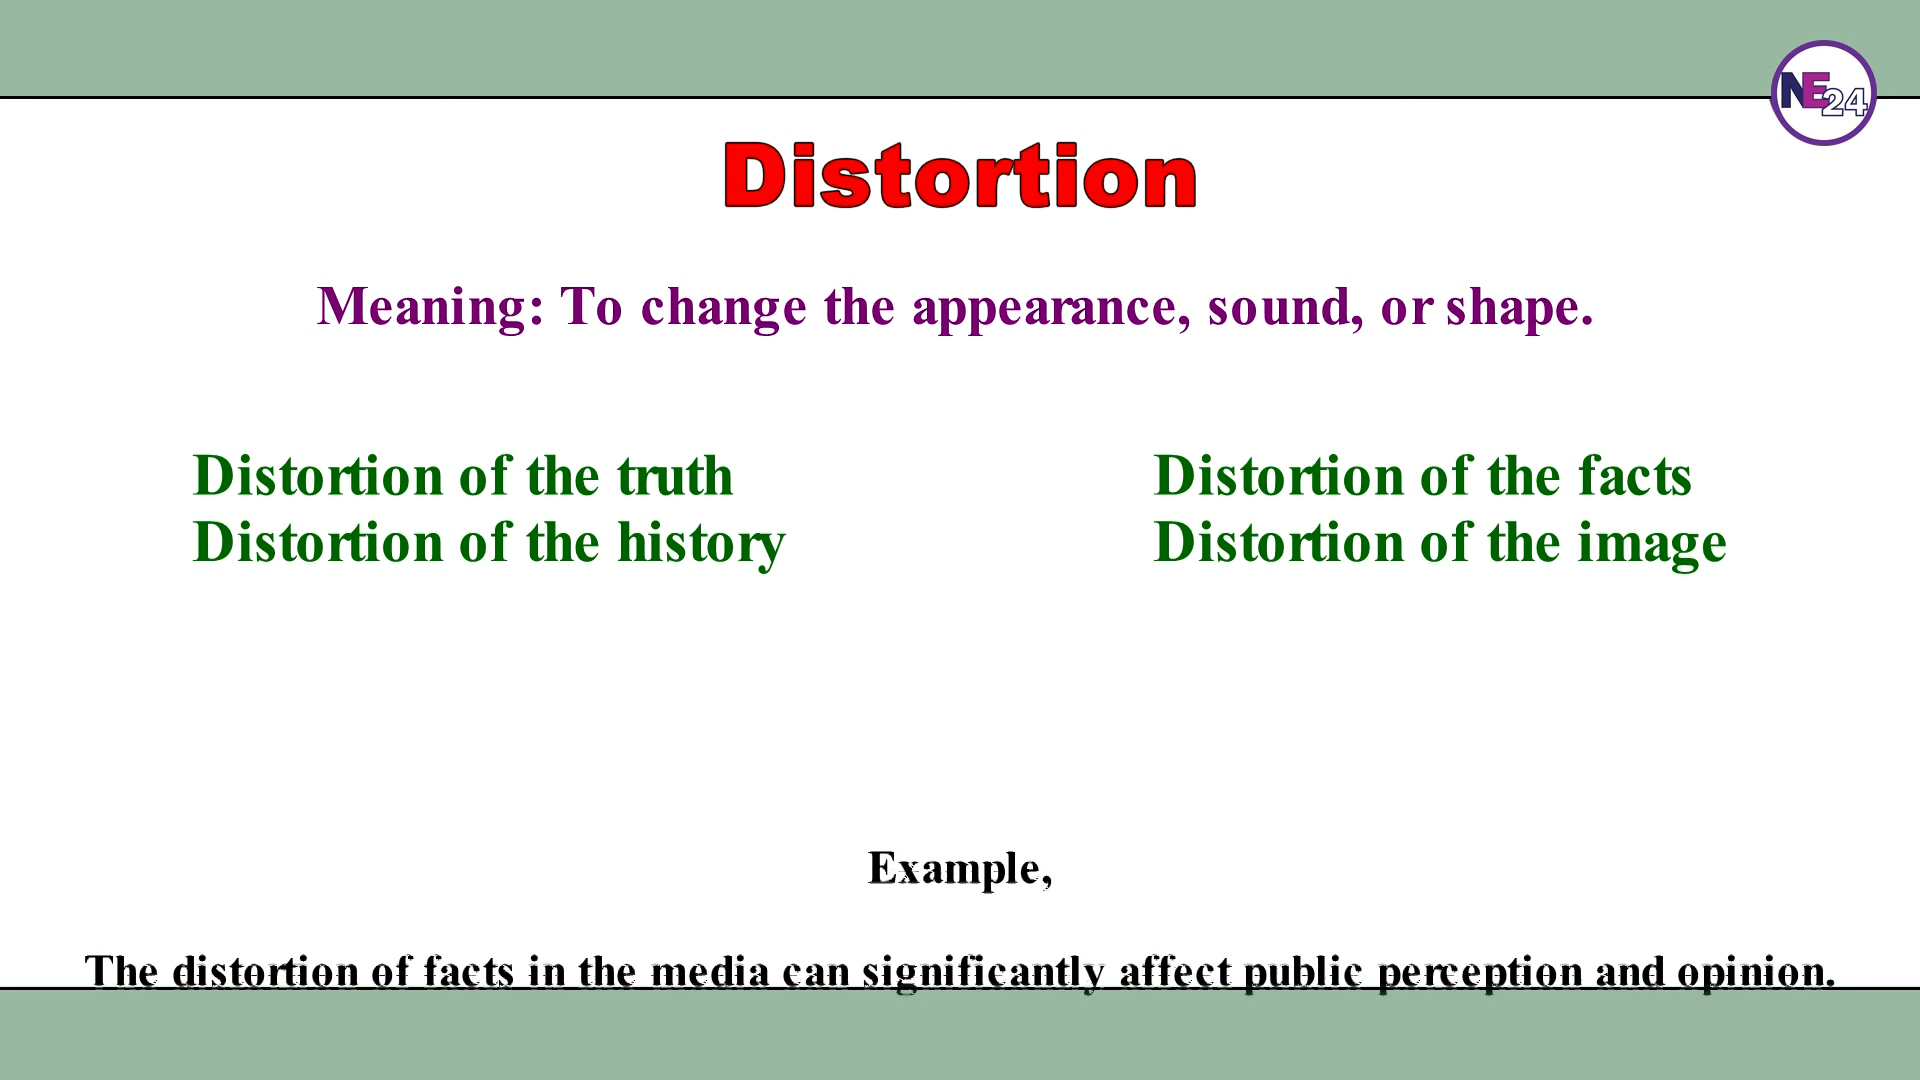 NE24
Distortion
Meaning: To change the appearance, sound, or shape.
Distortion of the truth
Distortion of the facts
Distortion of the history
Distortion of the image
Example,
The distortion of facts in the media can significantly affect public perception and opinion.